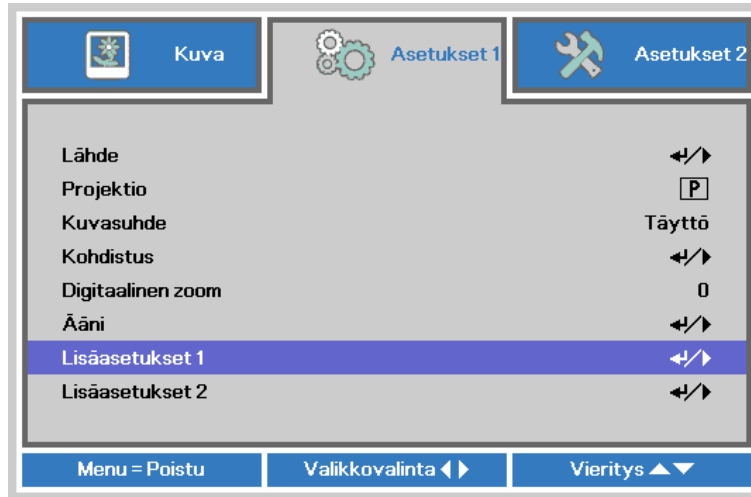 Kuva Asetukset 1 Asetukset 2
Lähde
Projektio P
Kuvasuhde Täyttö
Kohdistus
Digitaalinen zoom 0
Ääni
Lisäasetukset 1
Lisäasetukset 2
Menu = Poistu Valikkovalinta Vieritys